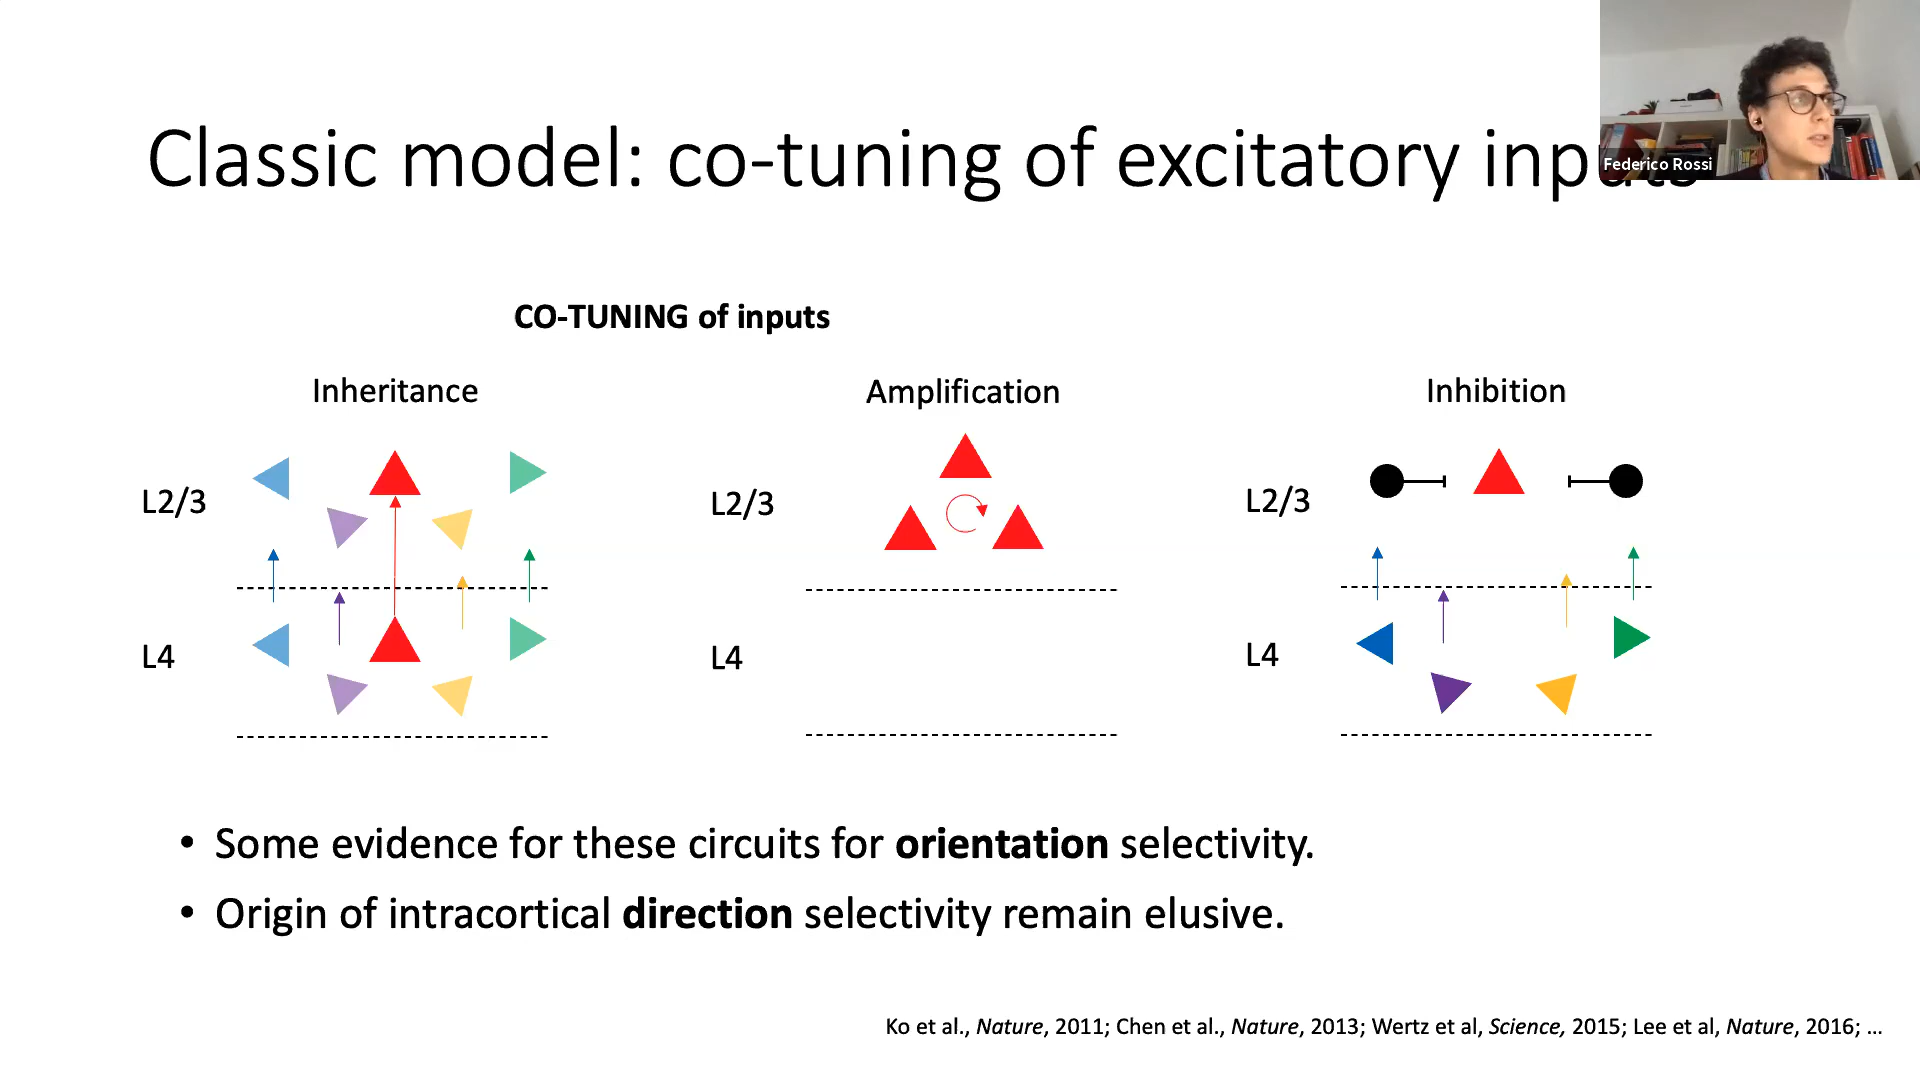 Classic model: co-tuning of excitatory inputs
Federico Rossi
CO-TUNING of inputs
Inheritance
Amplification
Inhibition
L2/3
L2/3
L2/3
L4
L4
L4
• Some evidence for these circuits for orientation selectivity.
• Origin of intracortical direction selectivity remain elusive.
Ko et al., Nature, 2011; Chen et al., Nature, 2013; Wertz et al, Science, 2015; Lee et al, Nature, 2016; ...